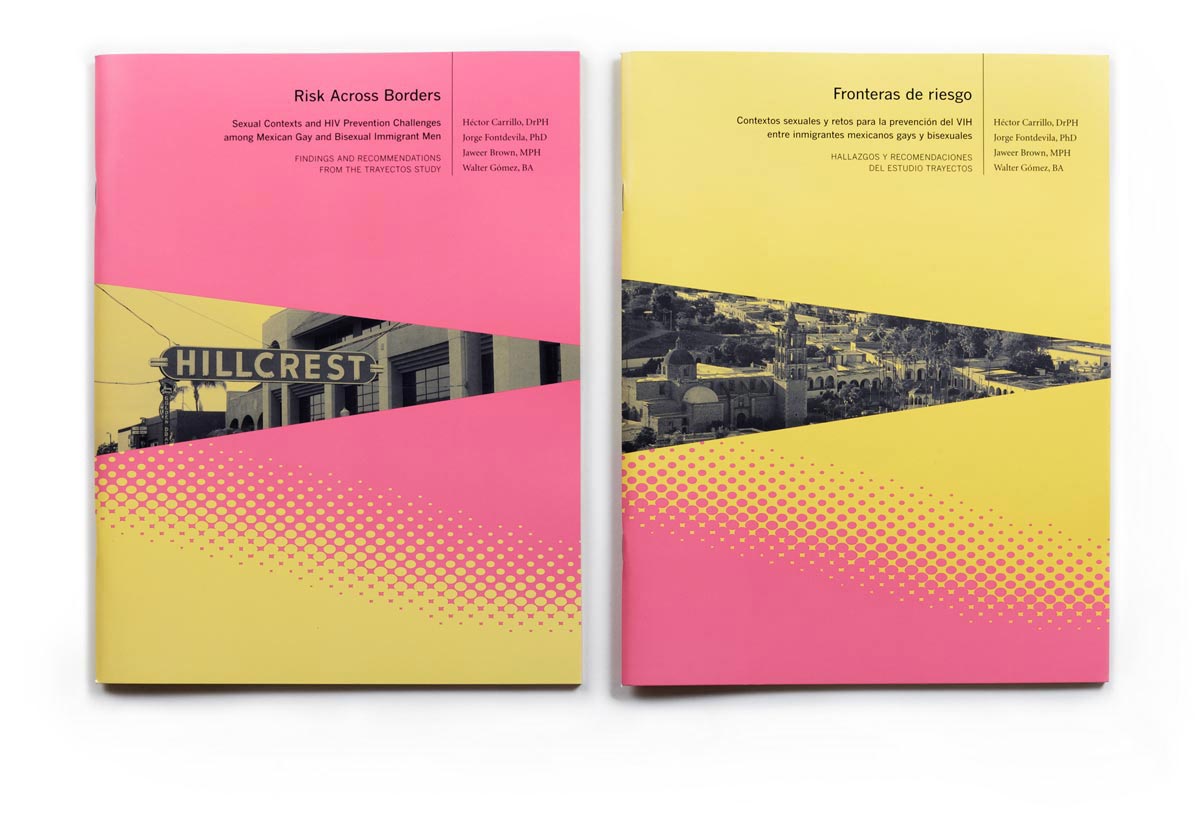 Risk Across Borders
Sexual Contexts and HIV Prevention Challenges
among Mexican Gay and Bisexual Immigrant Men
FINDINGS AND RECOMMENDATIONS
FROM THE TRAYECTOS STUDY
Héctor Carrillo, DrPH
Jorge Fontdevila, PhD
Jaweer Brown, MPH
Walter Gómez, BA
HILLCREST
Fronteras de riesgo
Contextos sexuales y retos para la prevención del VIH
entre inmigrantes mexicanos gays y bisexuales
HALLAZGOS Y RECOMENDACIONES
DEL ESTUDIO TRAYECTOS
Héctor Carrillo, DrPH
Jorge Fontdevila, PhD
Jaweer Brown, MPH
Walter Gómez, BA